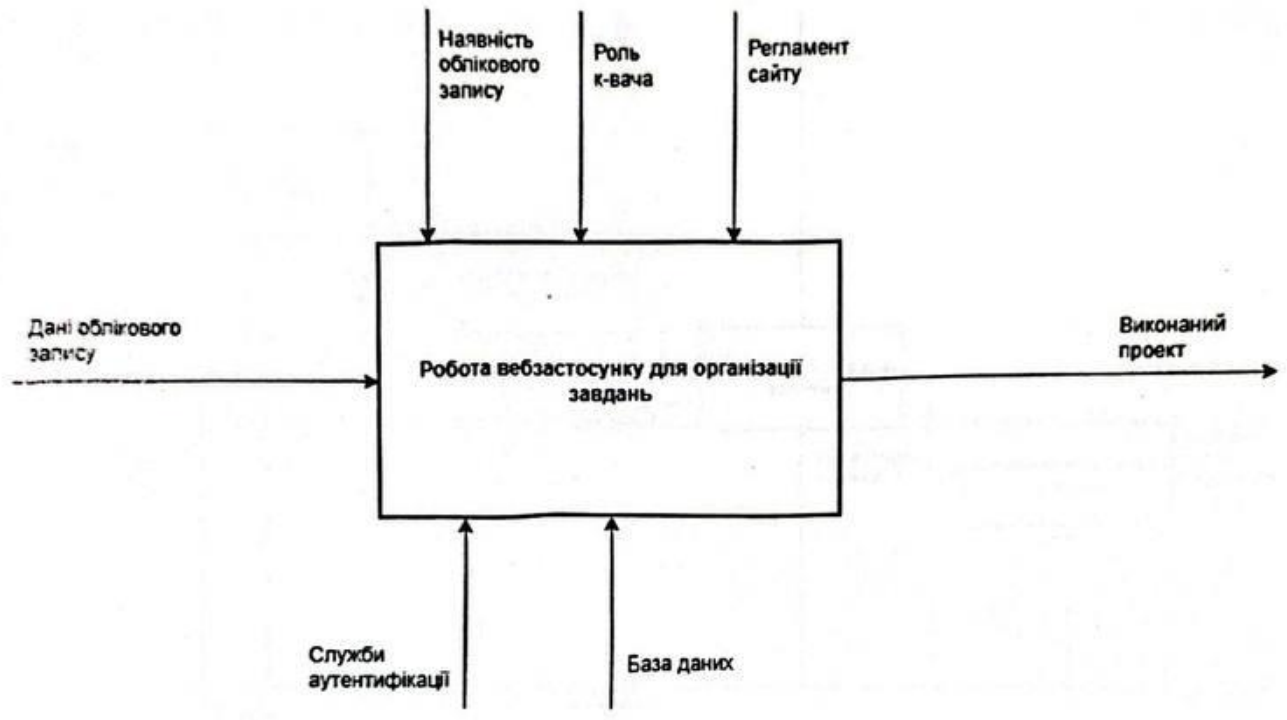 Наявність
облікового
запису
Роль
к-вача
Регламент
сайту
Дані облікового
запису
Робота вебзастосунку для організації
завдань
Виконаний
проект
Служби
аутентифікації
База даних